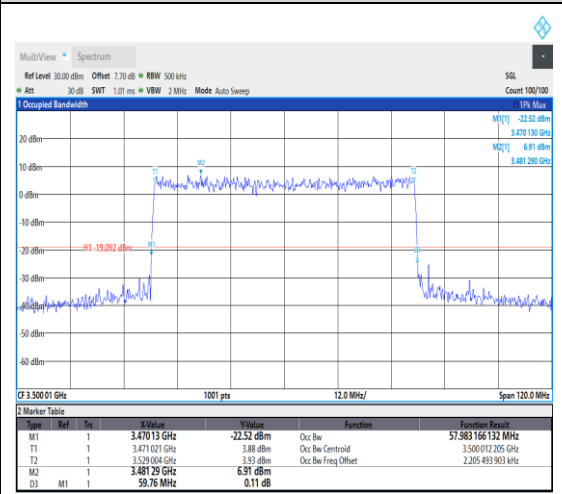 MultiView Spectrum
Ref Level 30.00 dBm Offset 7.70 dB RBW 500 kHz SGL
Att 30 dB SWT 1.01 ms VBW 2 MHz Mode Auto Sweep Count 100/100
1 Occupied Bandwidth 1Pk Max
M1[1] -22.52 dBm
3.470 130 GHz
M2[1] 6.91 dBm
3.481 290 GHz
20 dBm
10 dBm
T1 M2 T2
0 dBm
-10 dBm
H1 -19.092 dBm M1
-20 dBm
D3
-30 dBm
-40 dBm
-50 dBm
-60 dBm
CF 3.500 01 GHz 1001 pts 12.0 MHz/ Span 120.0 MHz
2 Marker Table
Type Ref Trc X-Value Y-Value Function Function Result
M1 1 3.470 13 GHz -22.52 dBm Occ Bw 57.983 166 132 MHz
T1 1 3.471 021 GHz 3.88 dBm Occ Bw Centroid 3.500 012 205 GHz
T2 1 3.529 004 GHz 3.93 dBm Occ Bw Freq Offset 2.205 493 903 kHz
M2 1 3.481 29 GHz 6.91 dBm
D3 M1 1 59.76 MHz 0.11 dB